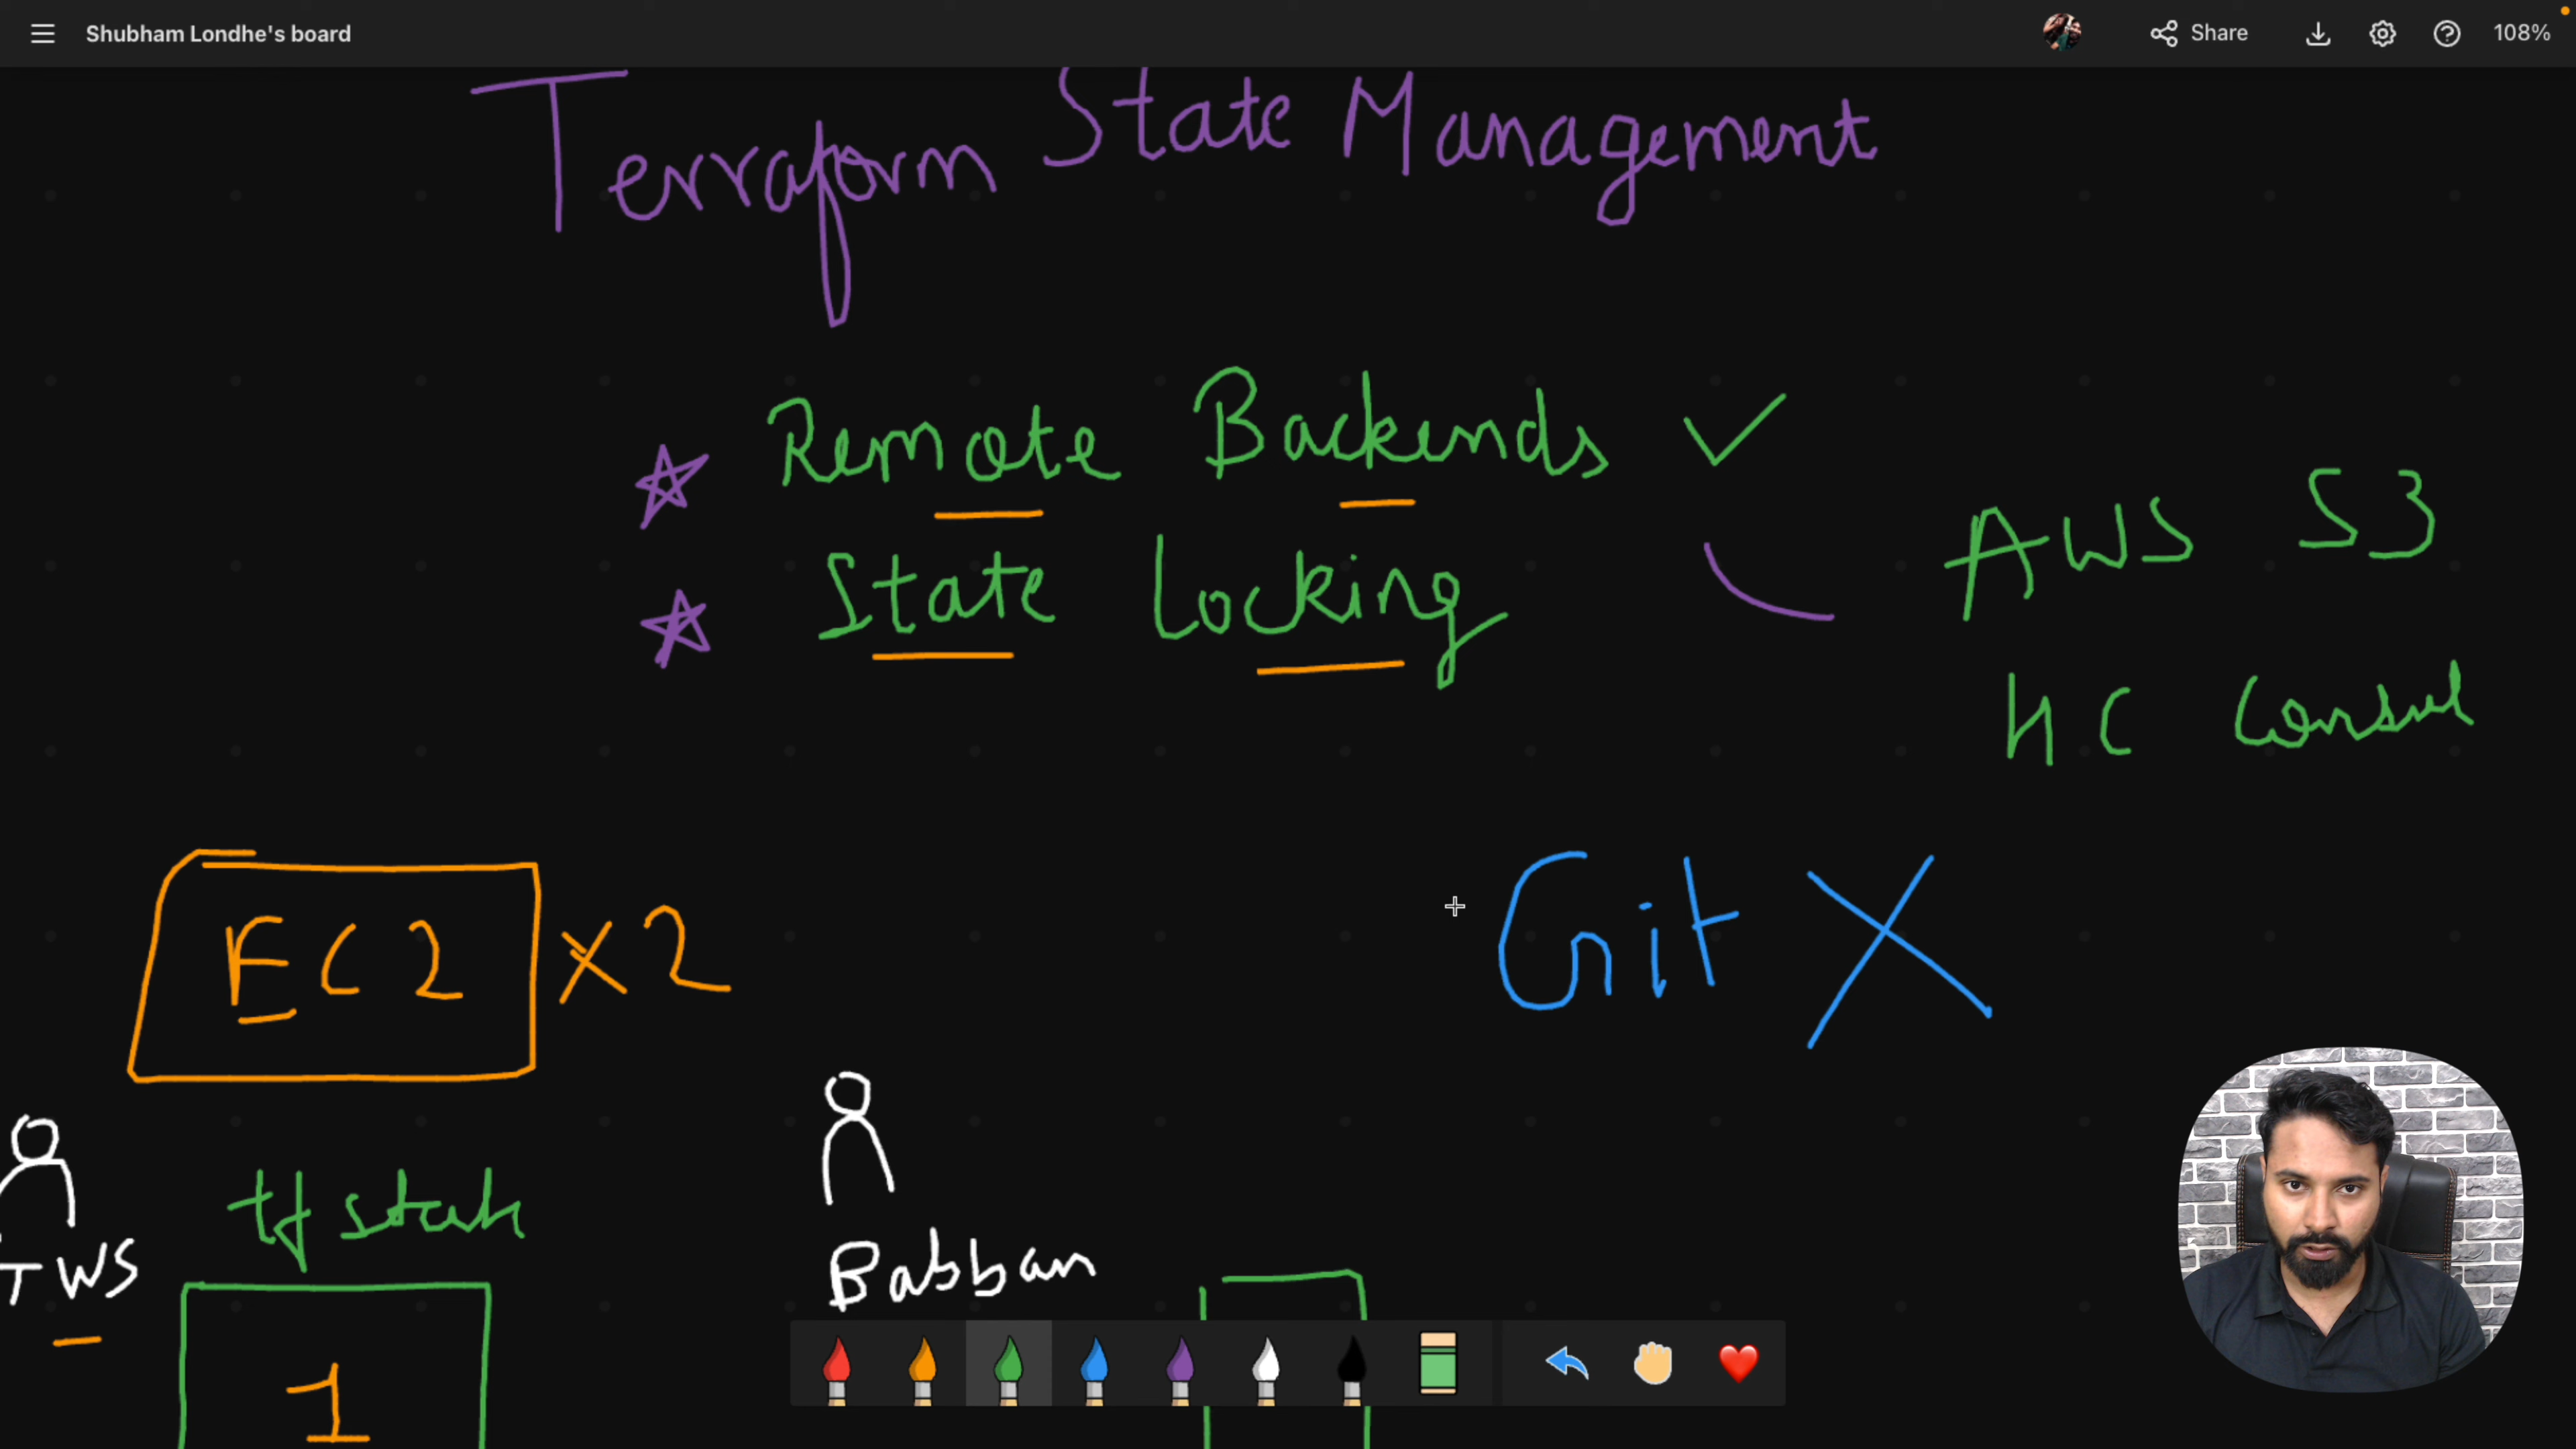 Shubham Londhe's board
Share
108%
Terraform State Management
Remote Backends
State Locking
AWS S3
HC Consul
EC2 x2
Git X
tf state
TWS
Babban
1